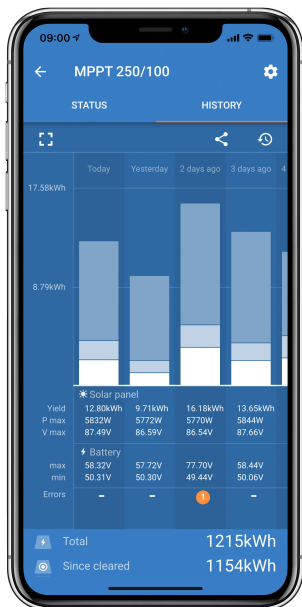 09:00
MPPT 250/100
STATUS HISTORY
Today Yesterday 2 days ago 3 days ago 4
17.58kWh
8.79kWh
Solar panel
Yield 12.80kWh 9.71kWh 16.18kWh 13.65kWh
P max 5832W 5772W 5770W 5844W
V max 87.49V 86.59V 86.54V 87.66V
Battery
max 58.32V 57.72V 77.70V 58.44V
min 50.31V 50.30V 49.44V 50.06V
Errors – – 1 –
Total 1215kWh
Since cleared 1154kWh